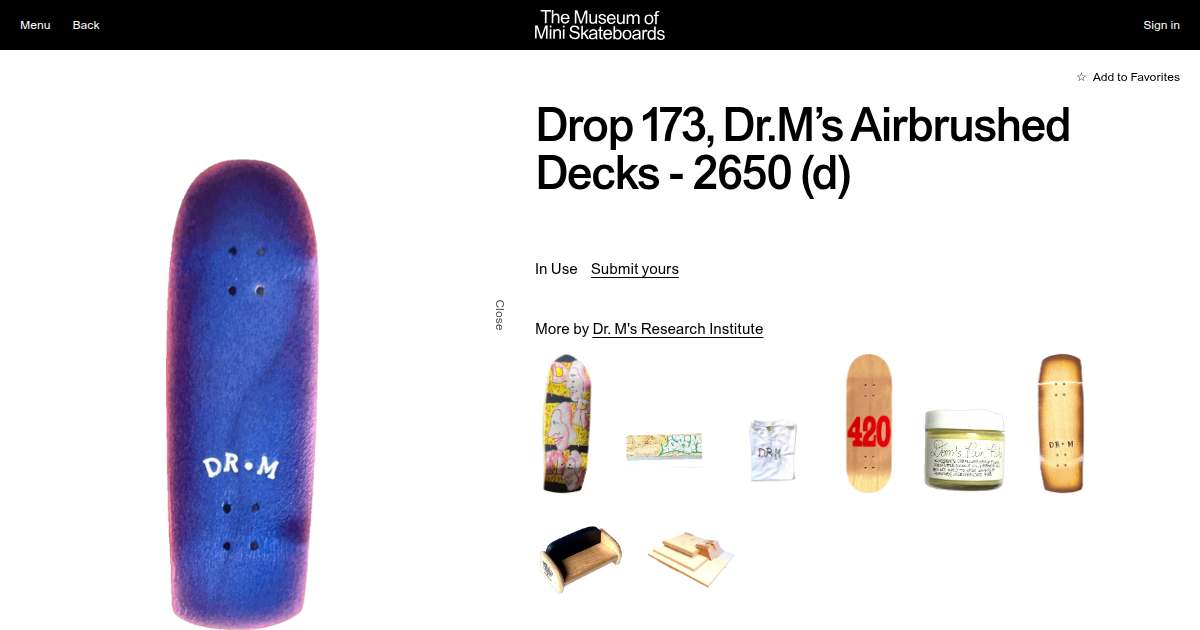 Menu
Back
The Museum of
Mini Skateboards
Sign in
☆ Add to Favorites
Drop 173, Dr.M’s Airbrushed
Decks - 2650 (d)
In Use
Submit yours
Close
More by Dr. M's Research Institute
DR•M
DR M
420
DR•M